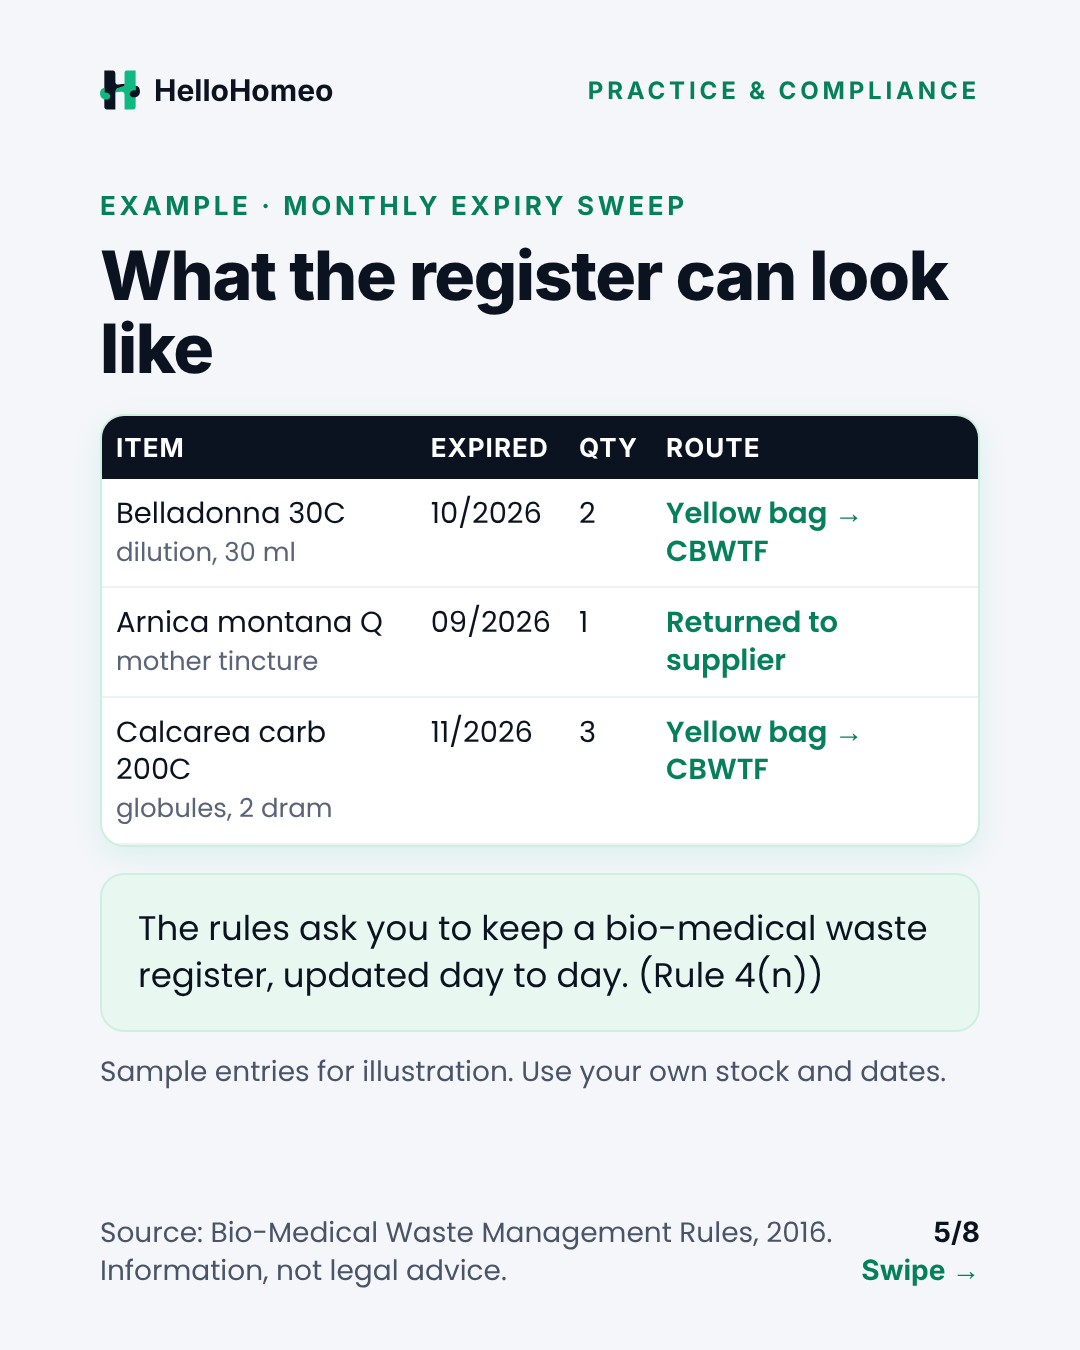 HelloHomeo
PRACTICE & COMPLIANCE
EXAMPLE · MONTHLY EXPIRY SWEEP
What the register can look
like
ITEM EXPIRED QTY ROUTE
Belladonna 30C 10/2026 2 Yellow bag →
dilution, 30 ml CBWTF
Arnica montana Q 09/2026 1 Returned to
mother tincture supplier
Calcarea carb 11/2026 3 Yellow bag →
200C CBWTF
globules, 2 dram
The rules ask you to keep a bio-medical waste
register, updated day to day. (Rule 4(n))
Sample entries for illustration. Use your own stock and dates.
Source: Bio-Medical Waste Management Rules, 2016. 5/8
Information, not legal advice. Swipe →